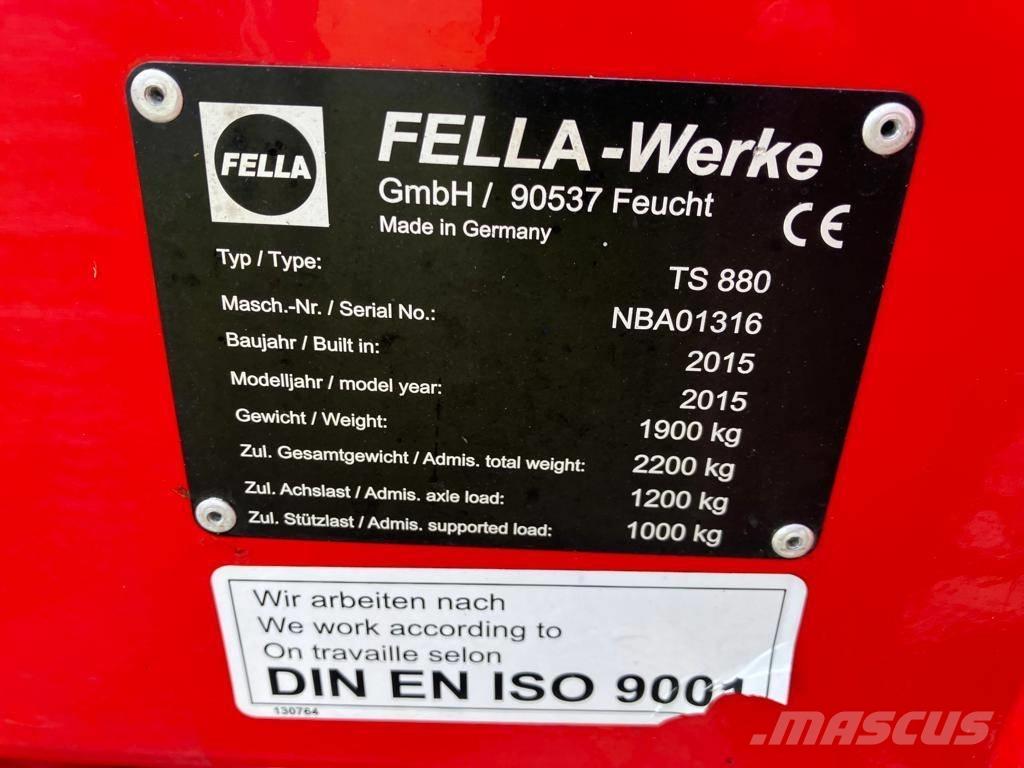 FELLA
FELLA-Werke
GmbH / 90537 Feucht
Made in Germany
CE
Typ / Type: TS 880
Masch.-Nr. / Serial No.: NBA01316
Baujahr / Built in: 2015
Modelljahr / model year: 2015
Gewicht / Weight: 1900 kg
Zul. Gesamtgewicht / Admis. total weight: 2200 kg
Zul. Achslast / Admis. axle load: 1200 kg
Zul. Stützlast / Admis. supported load: 1000 kg
Wir arbeiten nach
We work according to
On travaille selon
DIN EN ISO 9001
130764
MASCUS